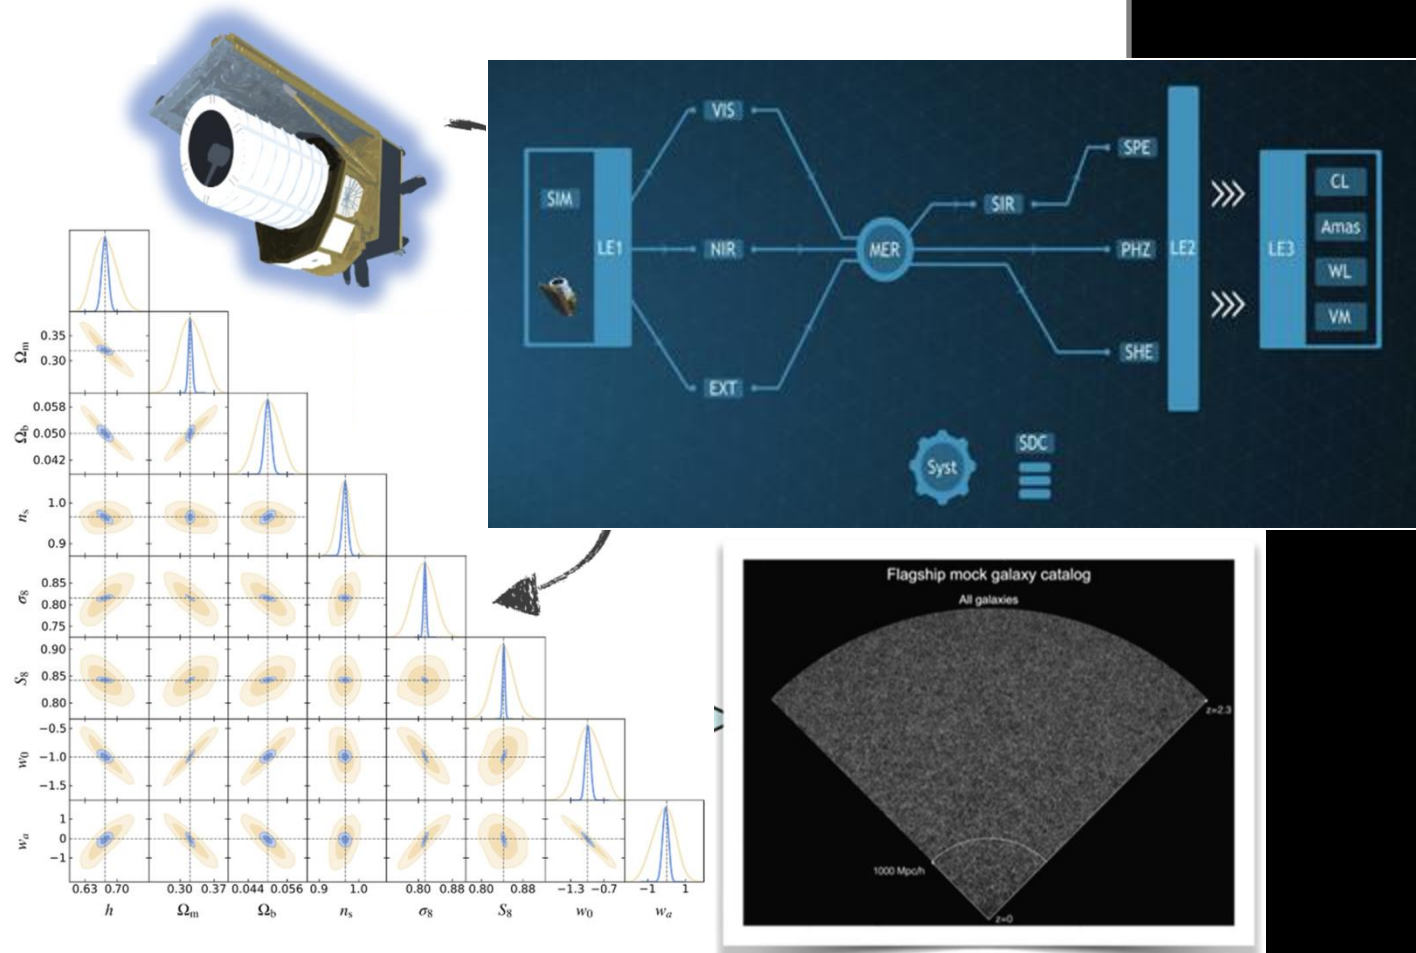 VIS
SPE
SIM
CL
SIR
Amas
LE1
NIR
MER
PHZ
LE2
LE3
WL
VM
SHE
EXT
SDC
Syst
Ωm
0.35
0.30
Ωb
0.058
0.050
0.042
ns
1.0
0.9
σ8
0.85
0.80
0.75
S8
0.90
0.85
0.80
w0
−0.5
−1.0
−1.5
wa
1
0
−1
0.63 0.70 0.30 0.37 0.044 0.056 0.9 1.0 0.80 0.88 0.80 0.88 −1.3 −0.7 −1 1
h Ωm Ωb ns σ8 S8 w0 wa
Flagship mock galaxy catalog
All galaxies
z=2.3
1000 Mpc/h
z=0